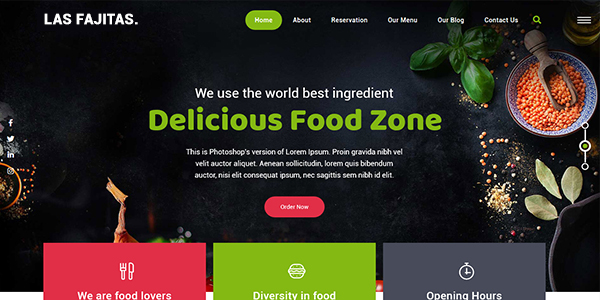 LAS FAJITAS.
Home About Reservation Our Menu Our Blog Contact Us
We use the world best ingredient
Delicious Food Zone
This is Photoshop's version of Lorem Ipsum. Proin gravida nibh vel
velit auctor aliquet. Aenean sollicitudin, lorem quis bibendum
auctor, nisi elit consequat ipsum, nec sagittis sem nibh id elit.
Order Now
We are food lovers
Diversity in food
Opening Hours